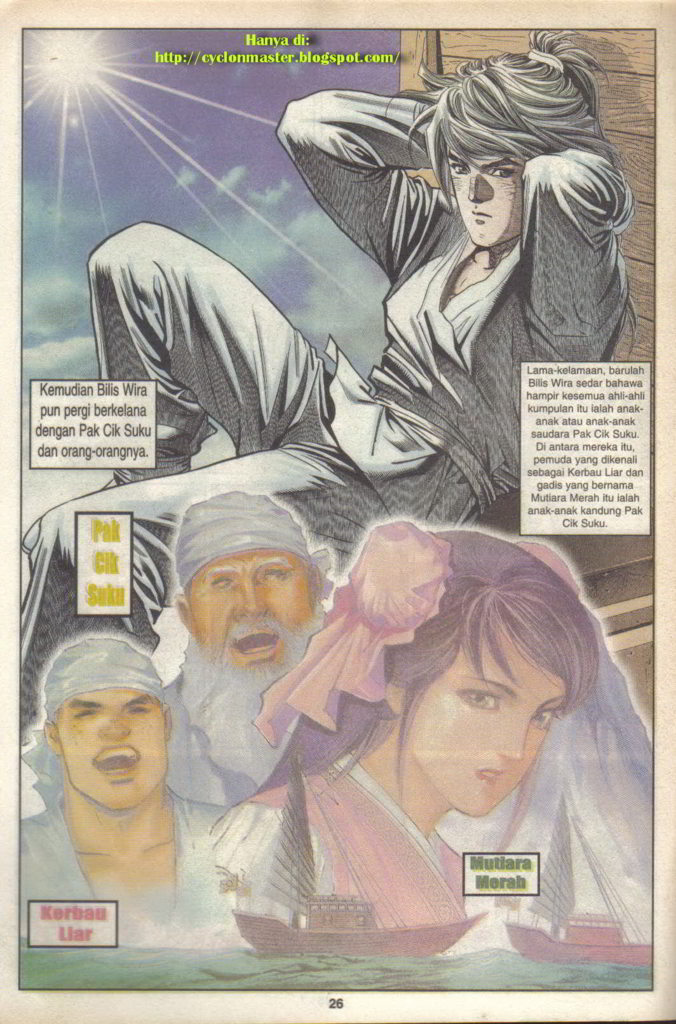 Hanya di:
http://cyclonmaster.blogspot.com/
Kemudian Bilis Wira
pun pergi berkelana
dengan Pak Cik Suku
dan orang-orangnya.
Lama-kelamaan, barulah
Bilis Wira sedar bahawa
hampir kesemua ahli-ahli
kumpulan itu ialah anak-
anak atau anak-anak
saudara Pak Cik Suku.
Di antara mereka itu,
pemuda yang dikenali
sebagai Kerbau Liar dan
gadis yang bernama
Mutiara Merah itu ialah
anak-anak kandung Pak
Cik Suku.
Pak
Cik
Suku
Mutiara
Merah
Kerbau
Liar
26